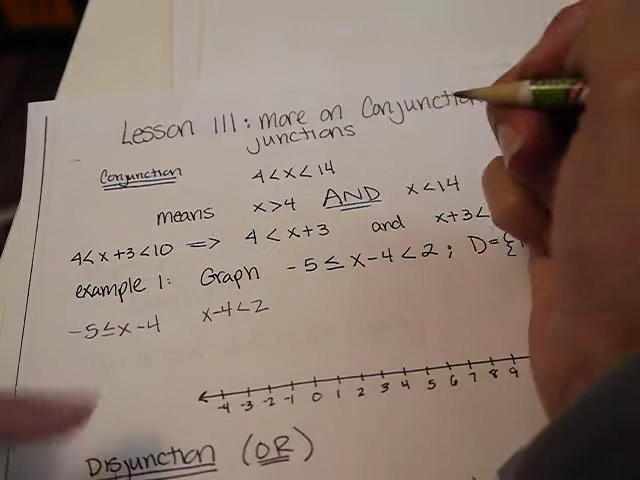 Lesson 111: more on Conjunctio
junctions
Conjunction
4<x<14
means x>4 AND x<14
4<x+3<10 => 4<x+3 and x+3<
example 1: Graph -5≤x-4<2; D={
-5≤x-4 x-4<2
-4 -3 -2 -1 0 1 2 3 4 5 6 7 8 9
Disjunction (OR)